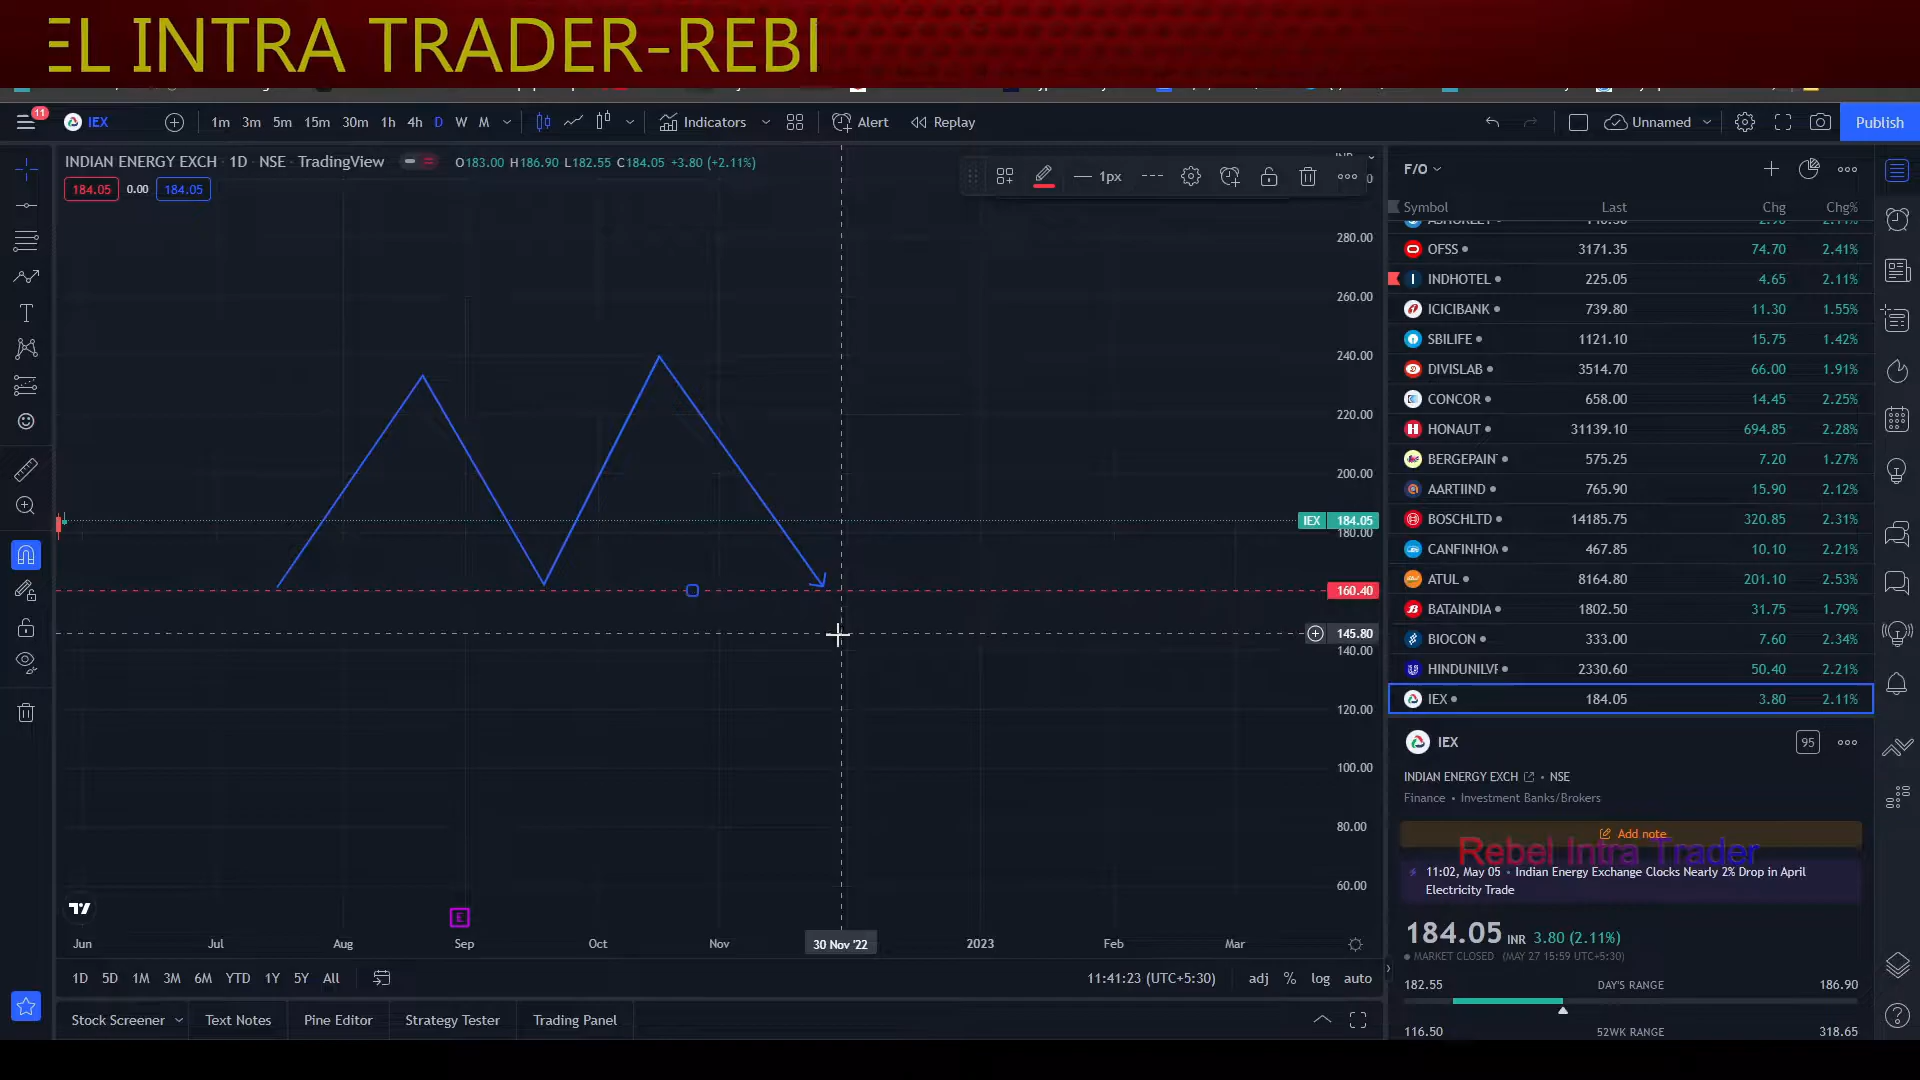 EL INTRA TRADER-REBI
11
IEX
1m 3m 5m 15m 30m 1h 4h D W M
Indicators
Alert
Replay
Unnamed
Publish
INDIAN ENERGY EXCH · 1D · NSE · TradingView
O183.00 H186.90 L182.55 C184.05 +3.80 (+2.11%)
184.05 0.00 184.05
1px
280.00
260.00
240.00
220.00
200.00
IEX 184.05
180.00
160.40
145.80
140.00
120.00
100.00
80.00
60.00
E
Jun Jul Aug Sep Oct Nov 30 Nov '22 2023 Feb Mar
1D 5D 1M 3M 6M YTD 1Y 5Y All
11:41:23 (UTC+5:30) adj % log auto
Stock Screener Text Notes Pine Editor Strategy Tester Trading Panel
F/O
Symbol Last Chg Chg%
OFSS 3171.35 74.70 2.41%
INDHOTEL 225.05 4.65 2.11%
ICICIBANK 739.80 11.30 1.55%
SBILIFE 1121.10 15.75 1.42%
DIVISLAB 3514.70 66.00 1.91%
CONCOR 658.00 14.45 2.25%
HONAUT 31139.10 694.85 2.28%
BERGEPAIN 575.25 7.20 1.27%
AARTIIND 765.90 15.90 2.12%
BOSCHLTD 14185.75 320.85 2.31%
CANFINHOM 467.85 10.10 2.21%
ATUL 8164.80 201.10 2.53%
BATAINDIA 1802.50 31.75 1.79%
BIOCON 333.00 7.60 2.34%
HINDUNILVR 2330.60 50.40 2.21%
IEX 184.05 3.80 2.11%
IEX 95
INDIAN ENERGY EXCH • NSE
Finance • Investment Banks/Brokers
Add note
Rebel Intra Trader
11:02, May 05 • Indian Energy Exchange Clocks Nearly 2% Drop in April
Electricity Trade
184.05 INR 3.80 (2.11%)
MARKET CLOSED (MAY 27 15:59 UTC+5:30)
182.55 DAY'S RANGE 186.90
116.50 52WK RANGE 318.65